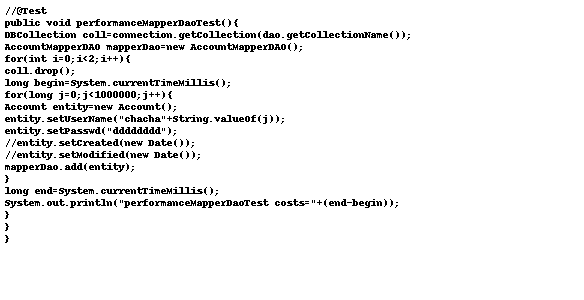 //@Test
public void performanceMapperDaoTest(){
DBCollection coll=connection.getCollection(dao.getCollectionName());
AccountMapperDAO mapperDao=new AccountMapperDAO();
for(int i=0;i<2;i++){
coll.drop();
long begin=System.currentTimeMillis();
for(long j=0;j<1000000;j++){
Account entity=new Account();
entity.setUserName("chacha"+String.valueOf(j));
entity.setPasswd("dddddddd");
//entity.setCreated(new Date());
//entity.setModified(new Date());
mapperDao.add(entity);
}
long end=System.currentTimeMillis();
System.out.println("performanceMapperDaoTest costs="+(end-begin));
}
}
}